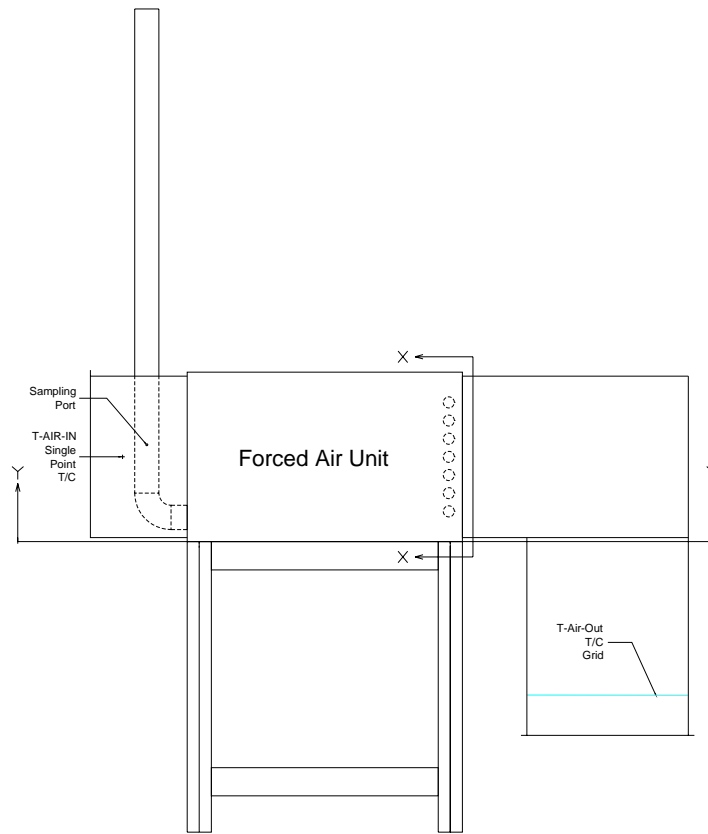 X
Sampling
Port
T-AIR-IN
Single
Point
T/C
Forced Air Unit
Y
X
T-Air-Out
T/C
Grid